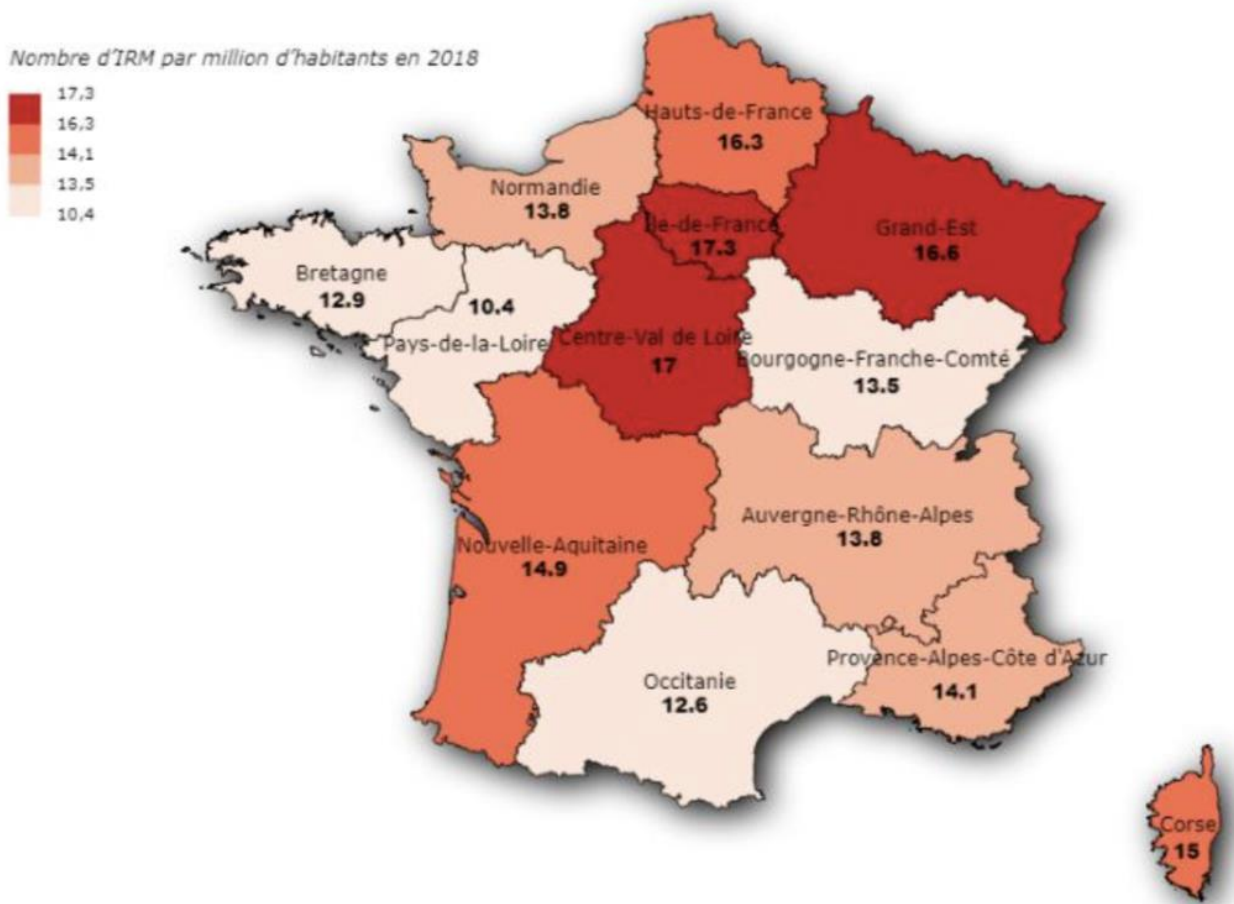 Nombre d'IRM par million d'habitants en 2018
17,3
16,3
14,1
13,5
10,4
Hauts-de-France
16.3
Normandie
13.8
Île-de-France
17.3
Grand-Est
16.6
Bretagne
12.9
10.4
Pays-de-la-Loire
Centre-Val de Loire
17
Bourgogne-Franche-Comté
13.5
Auvergne-Rhône-Alpes
13.8
Nouvelle-Aquitaine
14.9
Provence-Alpes-Côte d'Azur
14.1
Occitanie
12.6
Corse
15